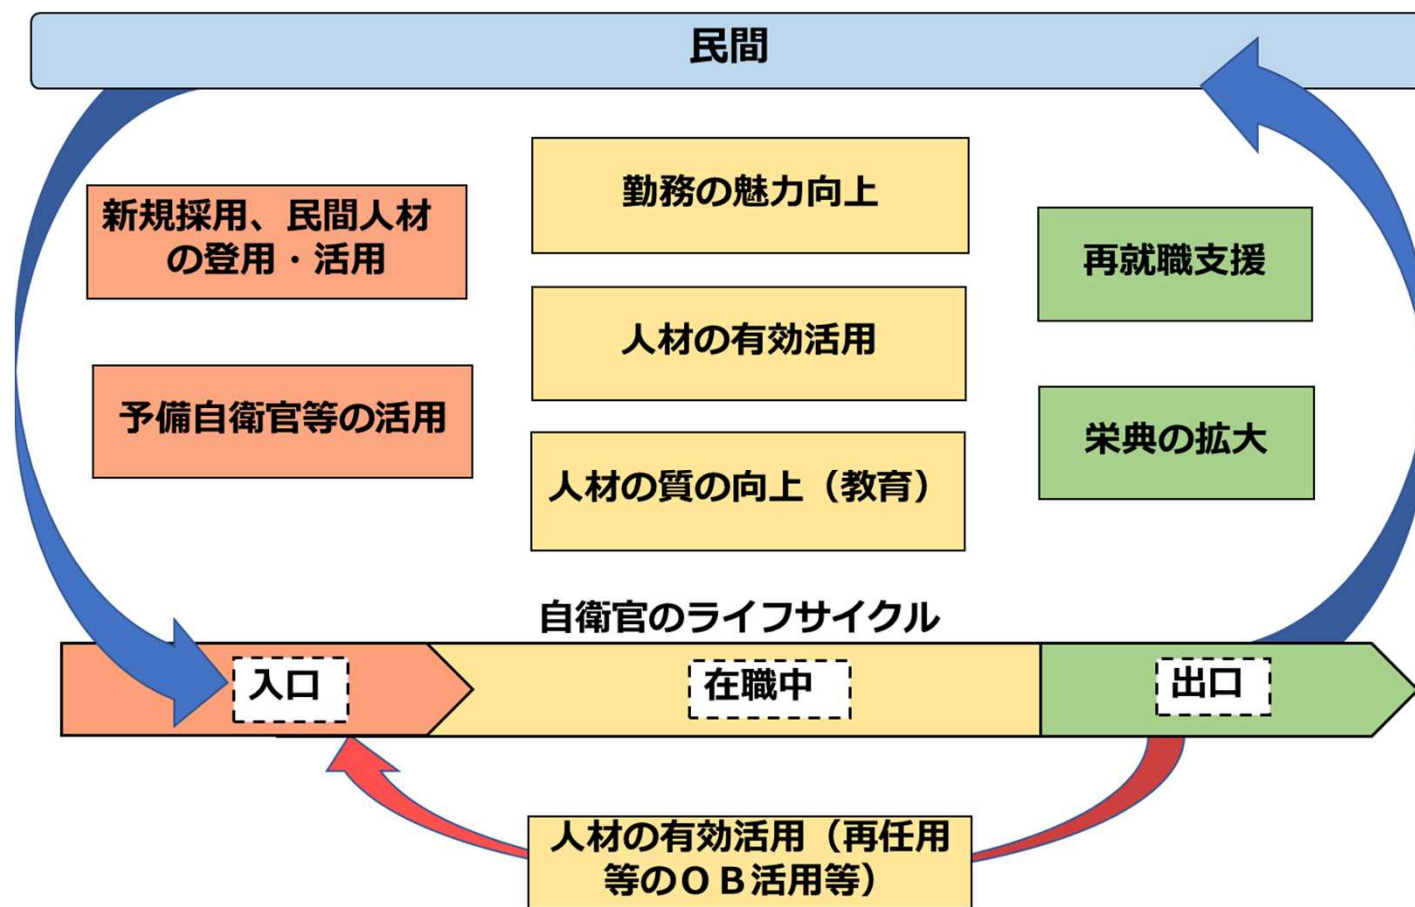 民間
新規採用、民間人材
の登用・活用
予備自衛官等の活用
勤務の魅力向上
人材の有効活用
人材の質の向上（教育）
再就職支援
栄典の拡大
自衛官のライフサイクル
入口
在職中
出口
人材の有効活用（再任用
等のＯＢ活用等）